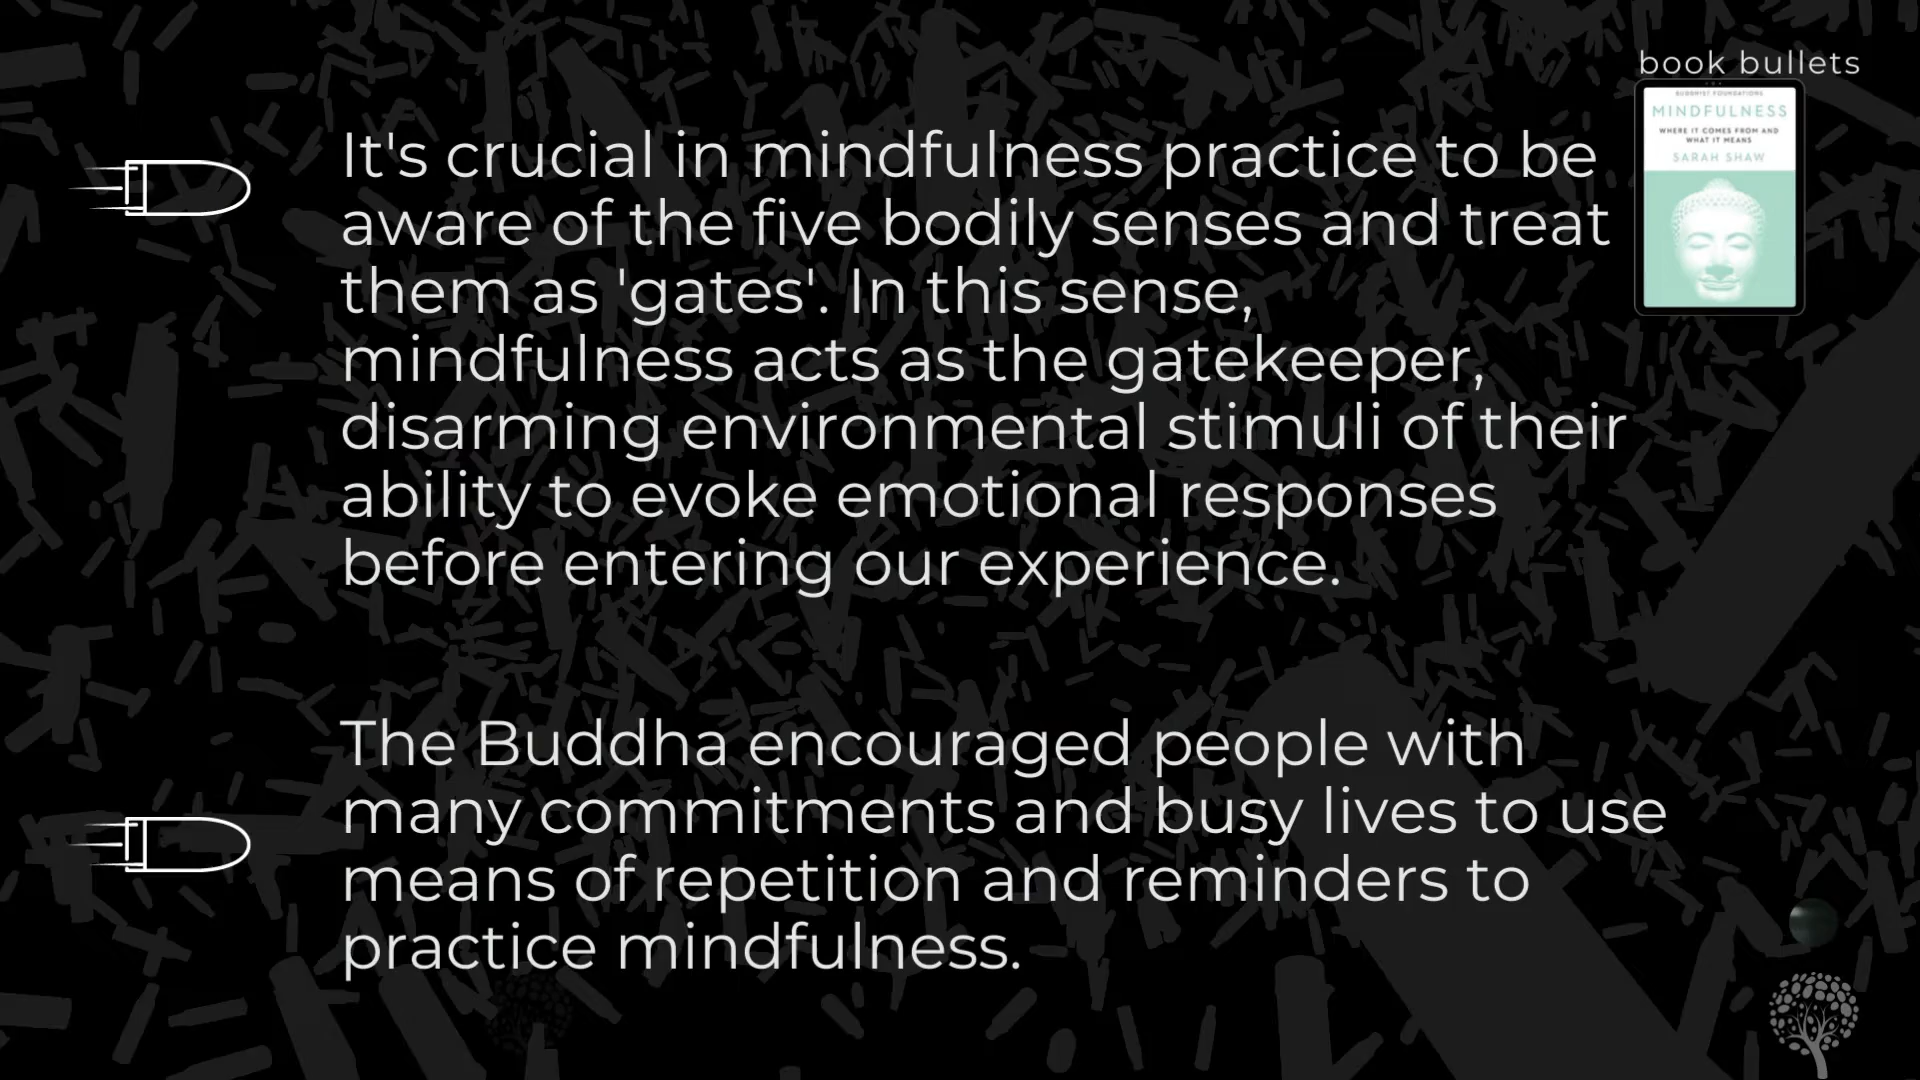 book bullets
BUDDHIST FOUNDATIONS
MINDFULNESS
WHERE IT COMES FROM AND
WHAT IT MEANS
SARAH SHAW
It's crucial in mindfulness practice to be
aware of the five bodily senses and treat
them as 'gates'. In this sense,
mindfulness acts as the gatekeeper,
disarming environmental stimuli of their
ability to evoke emotional responses
before entering our experience.
The Buddha encouraged people with
many commitments and busy lives to use
means of repetition and reminders to
practice mindfulness.